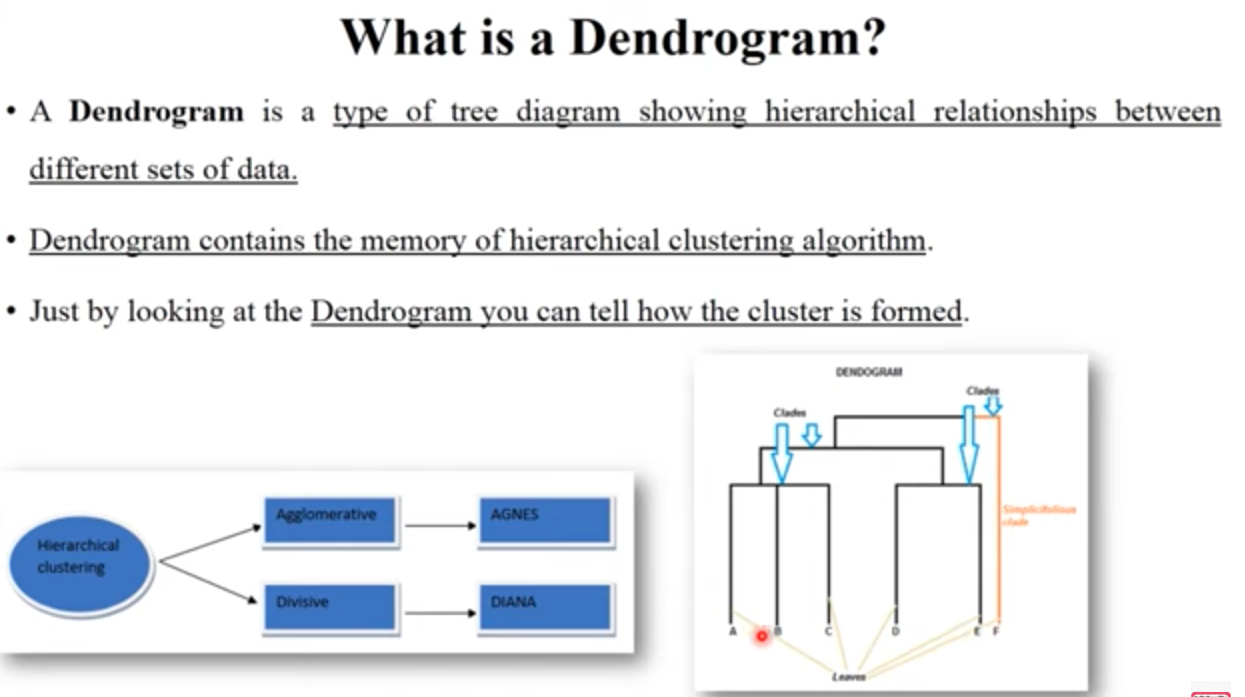 What is a Dendrogram?
• A Dendrogram is a type of tree diagram showing hierarchical relationships between
different sets of data.
• Dendrogram contains the memory of hierarchical clustering algorithm.
• Just by looking at the Dendrogram you can tell how the cluster is formed.
Hierarchical
clustering
Agglomerative
AGNES
Divisive
DIANA
DENDOGRAM
Clades
Clades
Simplicifolious
clade
A B C D E F
Leaves